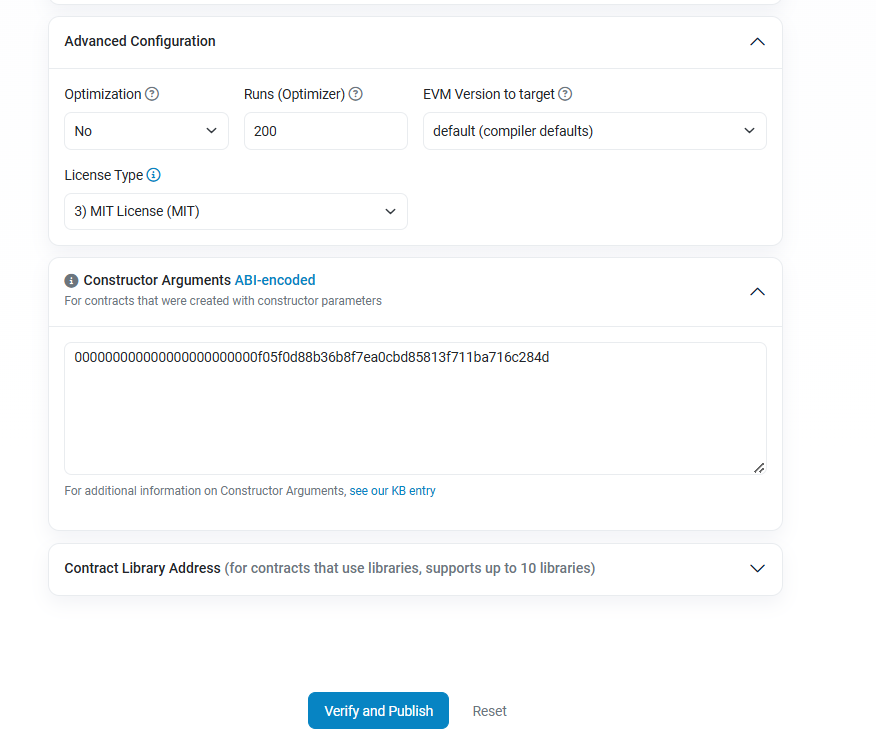 Advanced Configuration
Optimization
Runs (Optimizer)
EVM Version to target
No
200
default (compiler defaults)
License Type
3) MIT License (MIT)
Constructor Arguments ABI-encoded
For contracts that were created with constructor parameters
000000000000000000000000f05f0d88b36b8f7ea0cbd85813f711ba716c284d
For additional information on Constructor Arguments, see our KB entry
Contract Library Address (for contracts that use libraries, supports up to 10 libraries)
Verify and Publish
Reset